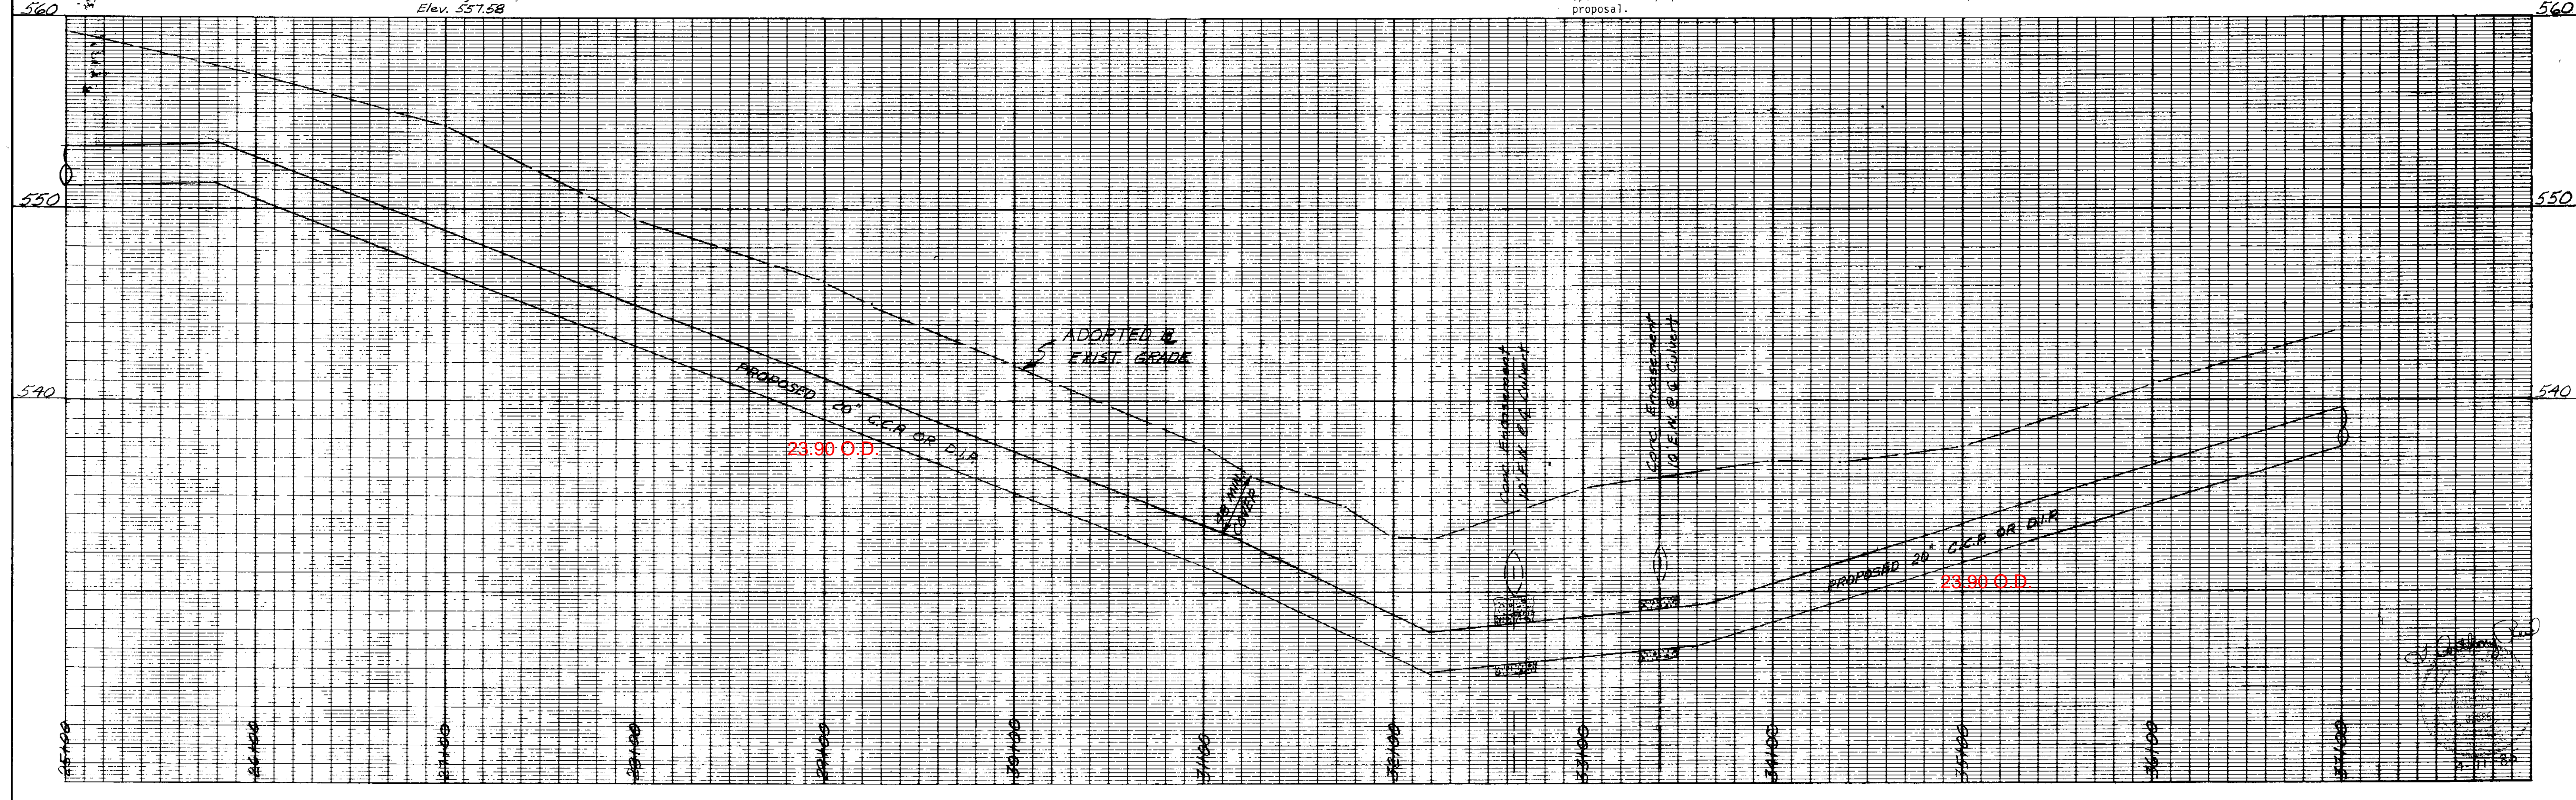 Elev. 557.58
proposal.
560
560
550
550
540
540
ADOPTED ℄
EXIST. GRADE
PROPOSED 20" C.C.P. OR D.I.P.
23.90 O.D.
48" MIN.
COVER
Conc. Encasement
10' E.N. @ ℄ Culvert
Conc. Encasement
10' E.N. @ ℄ Culvert
PROPOSED 20" C.C.P. OR D.I.P.
23.90 O.D.
25+00
26+00
27+00
28+00
29+00
30+00
31+00
32+00
33+00
34+00
35+00
36+00
37+00